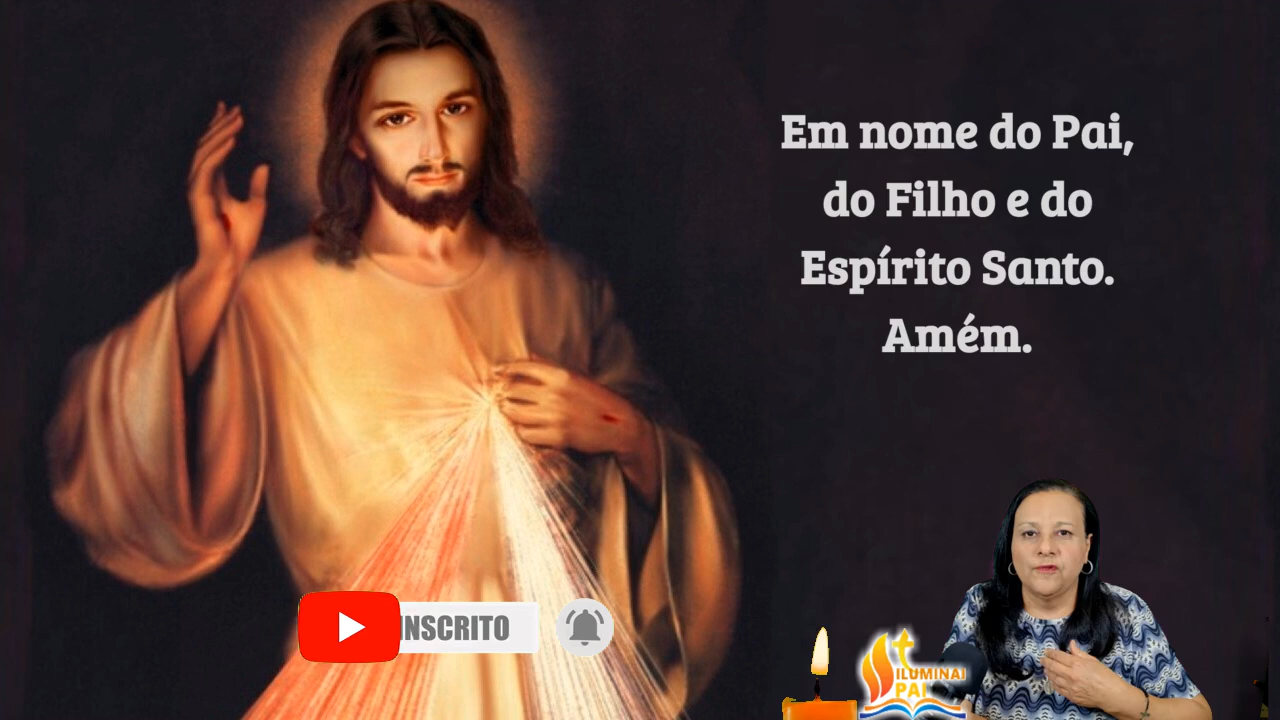 Em nome do Pai,
do Filho e do
Espírito Santo.
Amém.
INSCRITO
ILUMINAI
PAI